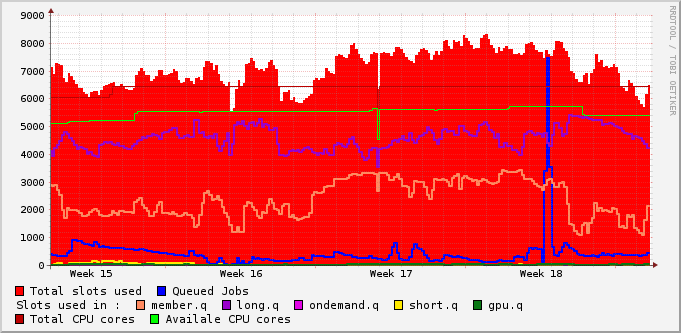 9000
8000
7000
6000
5000
4000
3000
2000
1000
0
Week 15 Week 16 Week 17 Week 18
Total slots used Queued Jobs
Slots used in : member.q long.q ondemand.q short.q gpu.q
Total CPU cores Availale CPU cores
RRDTOOL / TOBI OETIKER